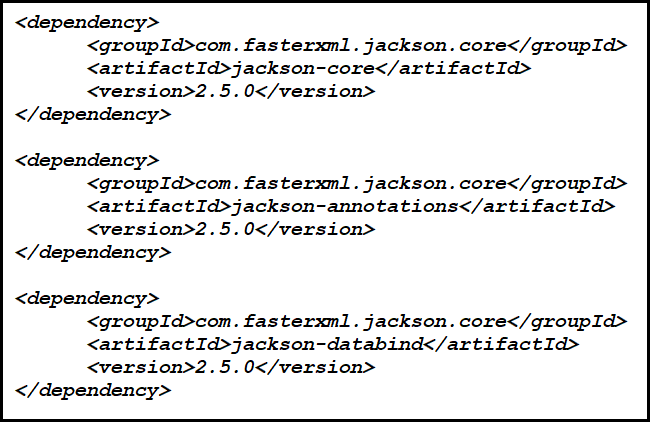 <dependency>
<groupId>com.fasterxml.jackson.core</groupId>
<artifactId>jackson-core</artifactId>
<version>2.5.0</version>
</dependency>
<dependency>
<groupId>com.fasterxml.jackson.core</groupId>
<artifactId>jackson-annotations</artifactId>
<version>2.5.0</version>
</dependency>
<dependency>
<groupId>com.fasterxml.jackson.core</groupId>
<artifactId>jackson-databind</artifactId>
<version>2.5.0</version>
</dependency>